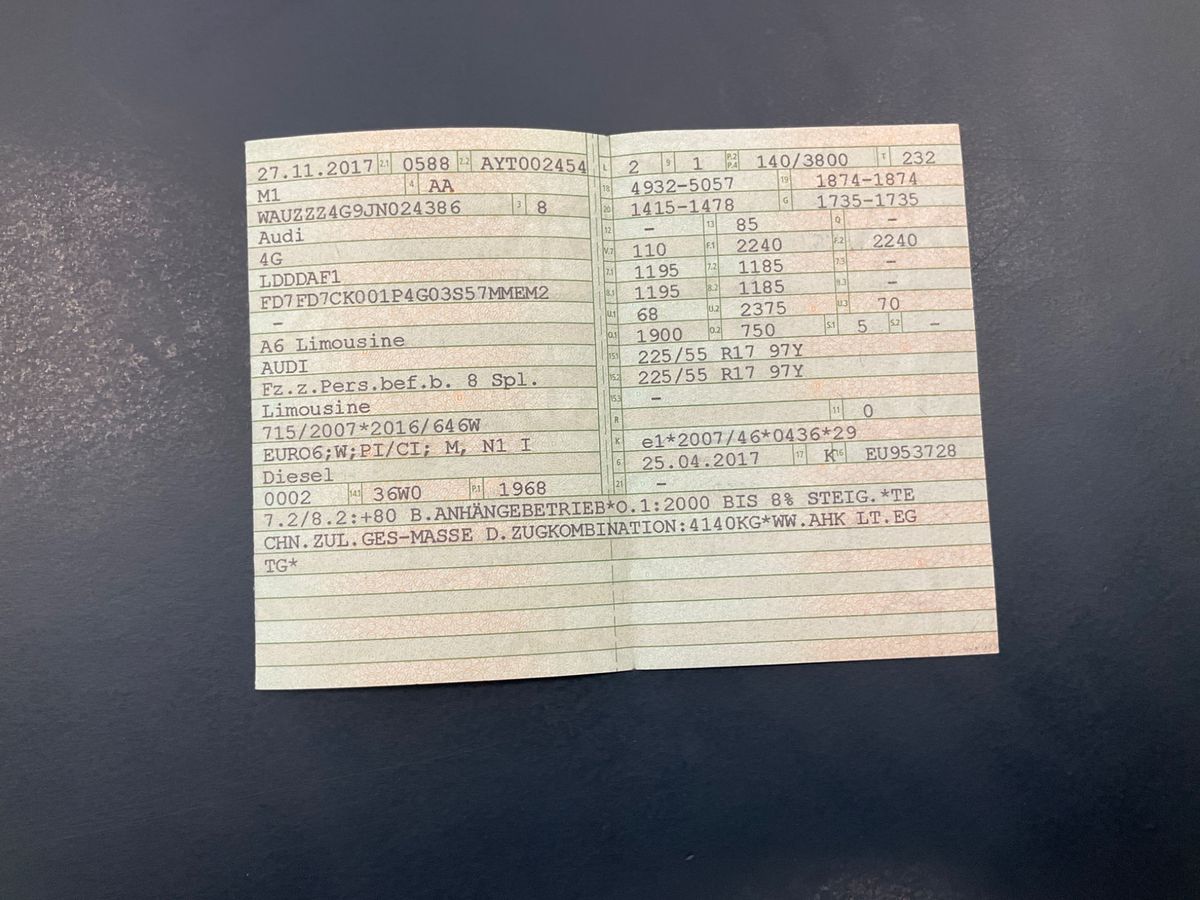 27.11.2017 2.1 0588 2.2 AYT002454
M1 4 AA
WAUZZZ4G9JN024386 3 8
Audi
4G
LDDDAF1
FD7FD7CK001P4G03S57MMEM2
–
A6 Limousine
AUDI
Fz.z.Pers.bef.b. 8 Spl.
Limousine
715/2007*2016/646W
EURO6;W;PI/CI; M, N1 I
Diesel
0002 14.1 36W0 P.1 1968
L 2 9 1 P.2 P.4 140/3800 T 232
18 4932-5057 19 1874-1874
20 1415-1478 G 1735-1735
12 – 13 85 Q –
V.7 110 F.1 2240 F.2 2240
7.1 1195 7.2 1185 7.3 –
8.1 1195 8.2 1185 8.3 –
U.1 68 U.2 2375 U.3 70
O.1 1900 O.2 750 S.1 5 S.2 –
15.1 225/55 R17 97Y
15.2 225/55 R17 97Y
15.3 –
R 11 0
K e1*2007/46*0436*29
6 25.04.2017 17 K 16 EU953728
21 –
7.2/8.2:+80 B.ANHÄNGEBETRIEB*O.1:2000 BIS 8% STEIG.*TE
CHN.ZUL.GES-MASSE D.ZUGKOMBINATION:4140KG*WW.AHK LT.EG
TG*